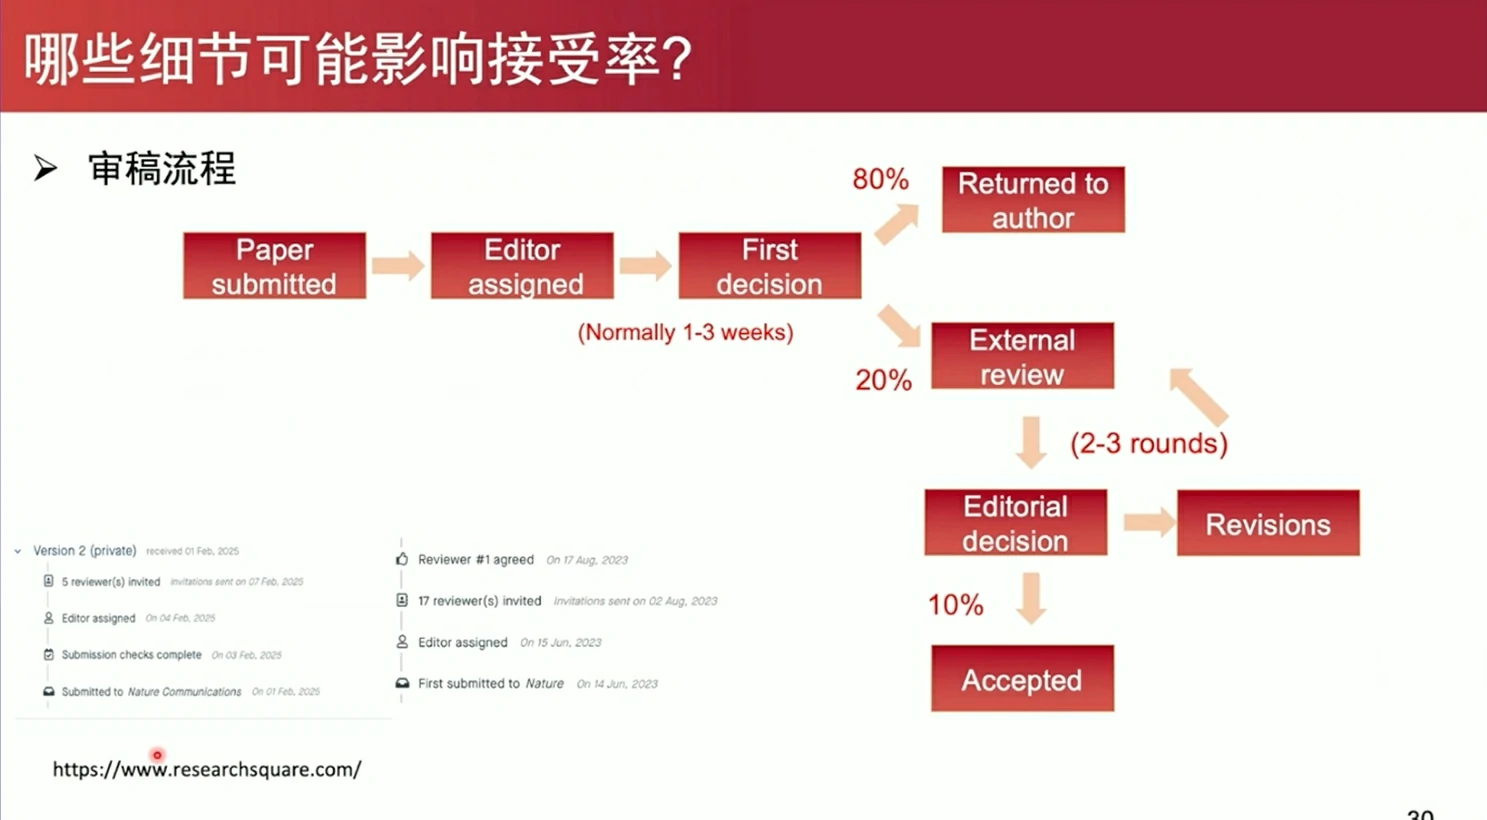 哪些细节可能影响接受率?
审稿流程
Paper
submitted
Editor
assigned
First
decision
(Normally 1-3 weeks)
80%
Returned to
author
20%
External
review
(2-3 rounds)
Editorial
decision
Revisions
10%
Accepted
Version 2 (private) received 01 Feb, 2025
5 reviewer(s) invited Invitations sent on 07 Feb, 2025
Editor assigned On 04 Feb, 2025
Submission checks complete On 03 Feb, 2025
Submitted to Nature Communications On 01 Feb, 2025
Reviewer #1 agreed On 17 Aug, 2023
17 reviewer(s) invited Invitations sent on 02 Aug, 2023
Editor assigned On 15 Jun, 2023
First submitted to Nature On 14 Jun, 2023
https://www.researchsquare.com/
30